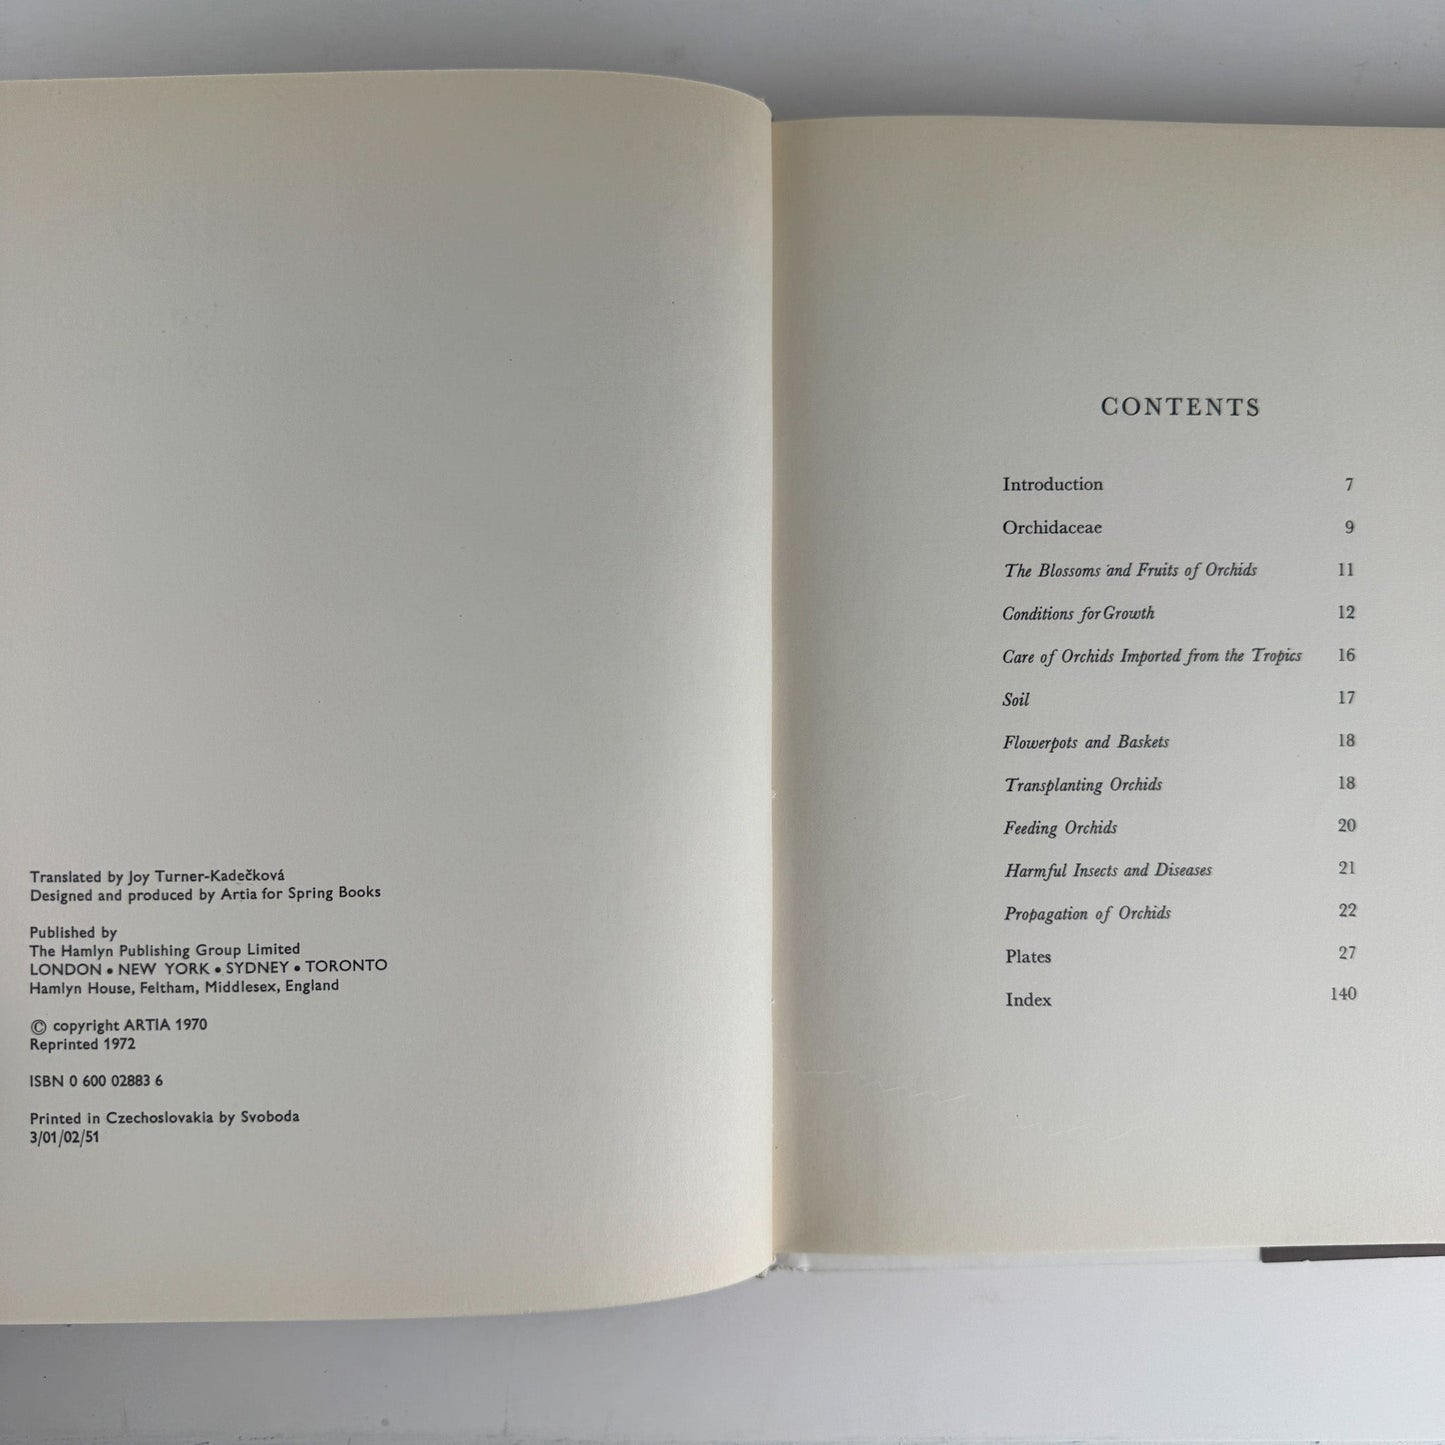 Translated by Joy Turner-Kadečková
Designed and produced by Artia for Spring Books
Published by
The Hamlyn Publishing Group Limited
LONDON • NEW YORK • SYDNEY • TORONTO
Hamlyn House, Feltham, Middlesex, England
© copyright ARTIA 1970
Reprinted 1972
ISBN 0 600 02883 6
Printed in Czechoslovakia by Svoboda
3/01/02/51
CONTENTS
Introduction 7
Orchidaceae 9
The Blossoms and Fruits of Orchids 11
Conditions for Growth 12
Care of Orchids Imported from the Tropics 16
Soil 17
Flowerpots and Baskets 18
Transplanting Orchids 18
Feeding Orchids 20
Harmful Insects and Diseases 21
Propagation of Orchids 22
Plates 27
Index 140